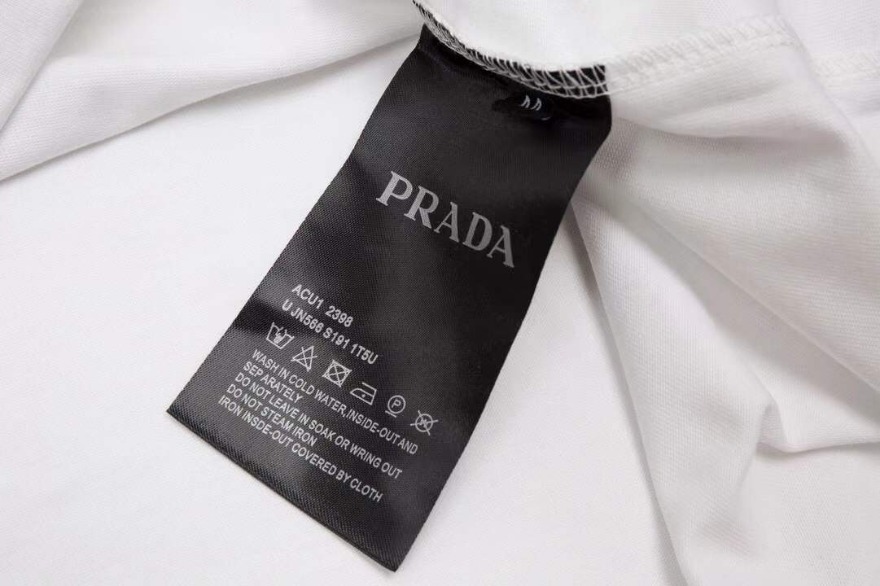 PRADA
ACU1 2398
UJN566 S191 1T5U
WASH IN COLD WATER,INSIDE-OUT AND
SEPARATELY
DO NOT LEAVE IN SOAK OR WRING OUT
DO NOT STEAM IRON
IRON INSDE-OUT COVERED BY CLOTH